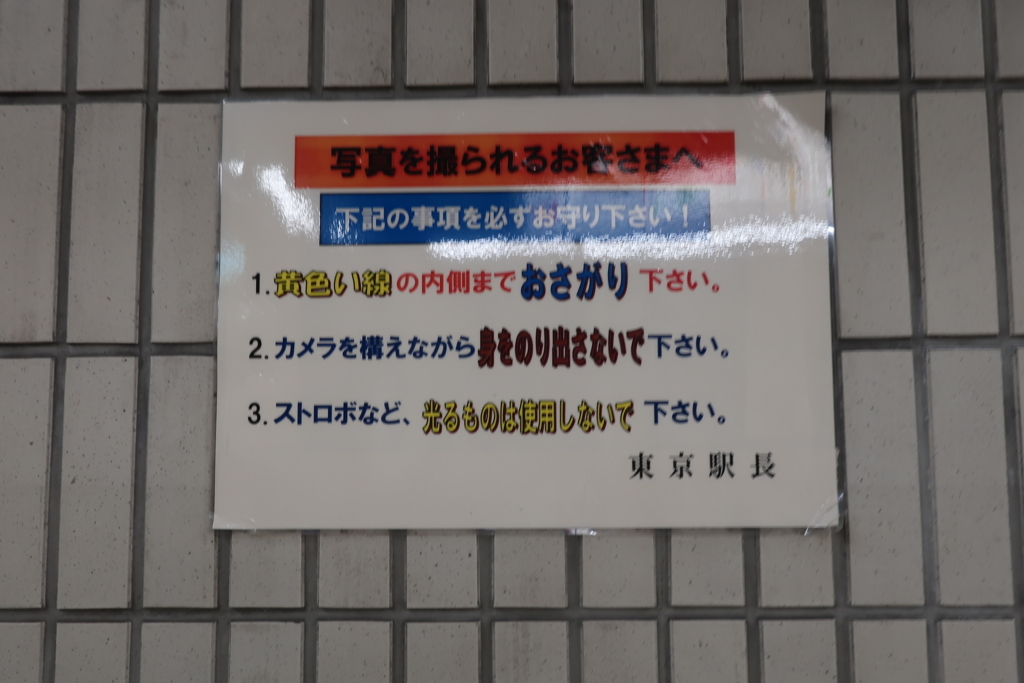 写真を撮られるお客さまへ
下記の事項を必ずお守り下さい！
1.黄色い線の内側までおさがり下さい。
2.カメラを構えながら身をのり出さないで下さい。
3.ストロボなど、光るものは使用しないで下さい。
東京駅長